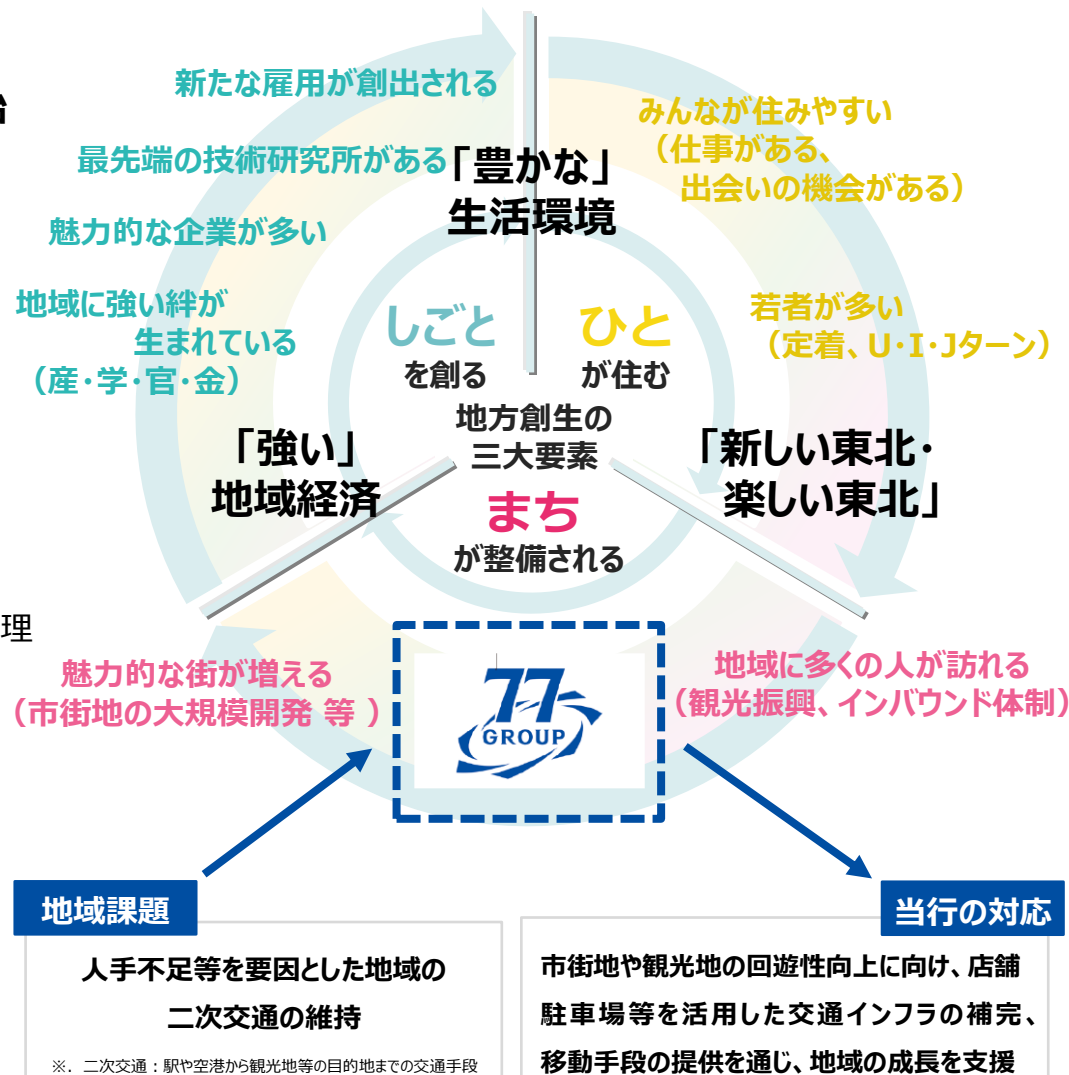 台
新たな雇用が創出される
最先端の技術研究所がある
魅力的な企業が多い
地域に強い絆が
生まれている
（産・学・官・金）
「豊かな」
生活環境
みんなが住みやすい
（仕事がある、
出会いの機会がある）
若者が多い
（定着、U・I・Jターン）
しごと
を創る
ひと
が住む
地方創生の
三大要素
まち
が整備される
「強い」
地域経済
「新しい東北・
楽しい東北」
理
魅力的な街が増える
（市街地の大規模開発 等 ）
77
GROUP
地域に多くの人が訪れる
（観光振興、インバウンド体制）
地域課題
人手不足等を要因とした地域の
二次交通の維持
※．二次交通：駅や空港から観光地等の目的地までの交通手段
当行の対応
市街地や観光地の回遊性向上に向け、店舗
駐車場等を活用した交通インフラの補完、
移動手段の提供を通じ、地域の成長を支援